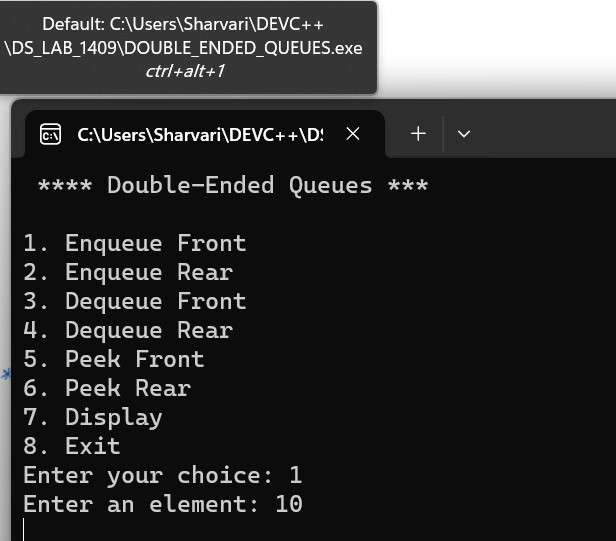 Default: C:\Users\Sharvari\DEVC++
\DS_LAB_1409\DOUBLE_ENDED_QUEUES.exe
ctrl+alt+1
C:\Users\Sharvari\DEVC++\D
**** Double-Ended Queues ***
1. Enqueue Front
2. Enqueue Rear
3. Dequeue Front
4. Dequeue Rear
5. Peek Front
6. Peek Rear
7. Display
8. Exit
Enter your choice: 1
Enter an element: 10